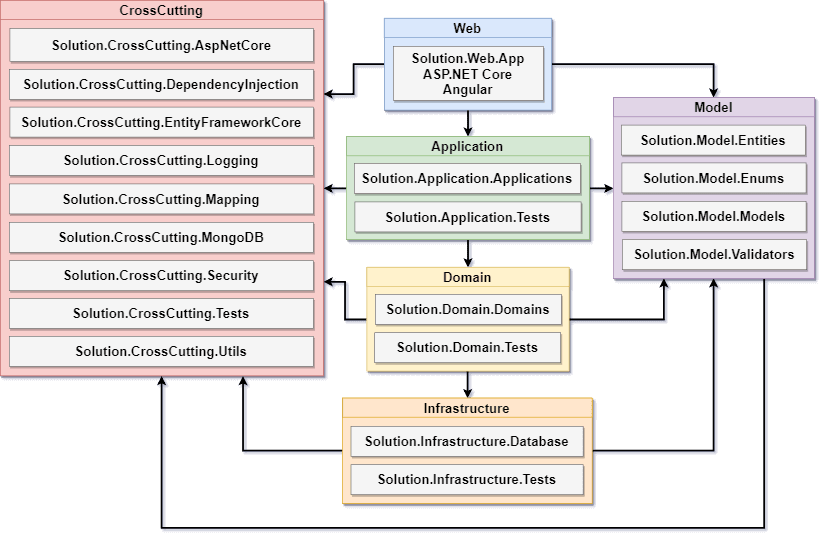 CrossCutting
Solution.CrossCutting.AspNetCore
Solution.CrossCutting.DependencyInjection
Solution.CrossCutting.EntityFrameworkCore
Solution.CrossCutting.Logging
Solution.CrossCutting.Mapping
Solution.CrossCutting.MongoDB
Solution.CrossCutting.Security
Solution.CrossCutting.Tests
Solution.CrossCutting.Utils
Web
Solution.Web.App
ASP.NET Core
Angular
Application
Solution.Application.Applications
Solution.Application.Tests
Domain
Solution.Domain.Domains
Solution.Domain.Tests
Infrastructure
Solution.Infrastructure.Database
Solution.Infrastructure.Tests
Model
Solution.Model.Entities
Solution.Model.Enums
Solution.Model.Models
Solution.Model.Validators